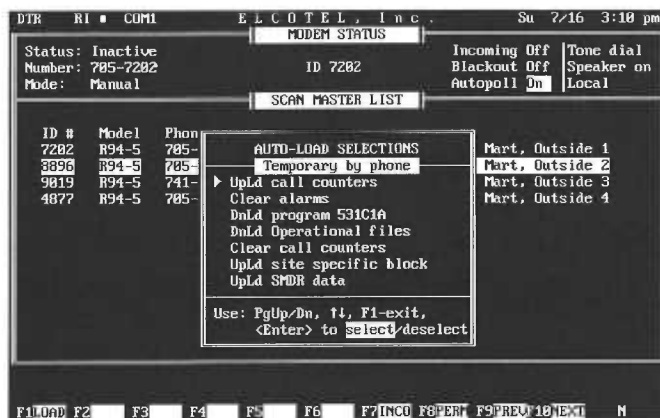 DTR RI ■ COM1 E L C O T E L , I n c . Su 7/16 3:10 pm
MODEM STATUS
Status: Inactive Incoming Off Tone dial
Number: 705-7202 ID 7202 Blackout Off Speaker on
Mode: Manual Autopoll On Local
SCAN MASTER LIST
ID # Model Phon
7202 R94-5 705- Mart, Outside 1
8896 R94-5 705- Mart, Outside 2
9019 R94-5 741- Mart, Outside 3
4877 R94-5 705- Mart, Outside 4
AUTO-LOAD SELECTIONS
Temporary by phone
UpLd call counters
Clear alarms
DnLd program 531C1A
DnLd Operational files
Clear call counters
UpLd site specific block
UpLd SMDR data
Use: PgUp/Dn, ↑↓, F1-exit,
<Enter> to select/deselect
F1LOAD F2 F3 F4 F5 F6 F7INCO F8PERM F9PREV 10NEXT N